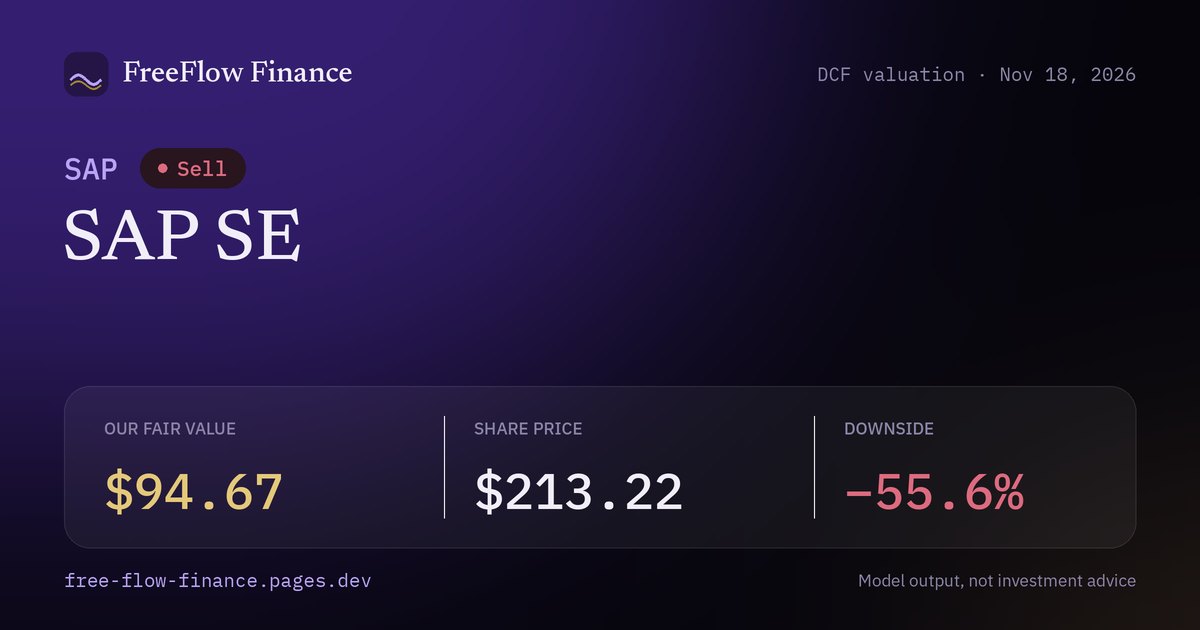 FreeFlow Finance
DCF valuation · Nov 18, 2026
SAP
Sell
SAP SE
OUR FAIR VALUE
$94.67
SHARE PRICE
$213.22
DOWNSIDE
−55.6%
free-flow-finance.pages.dev
Model output, not investment advice